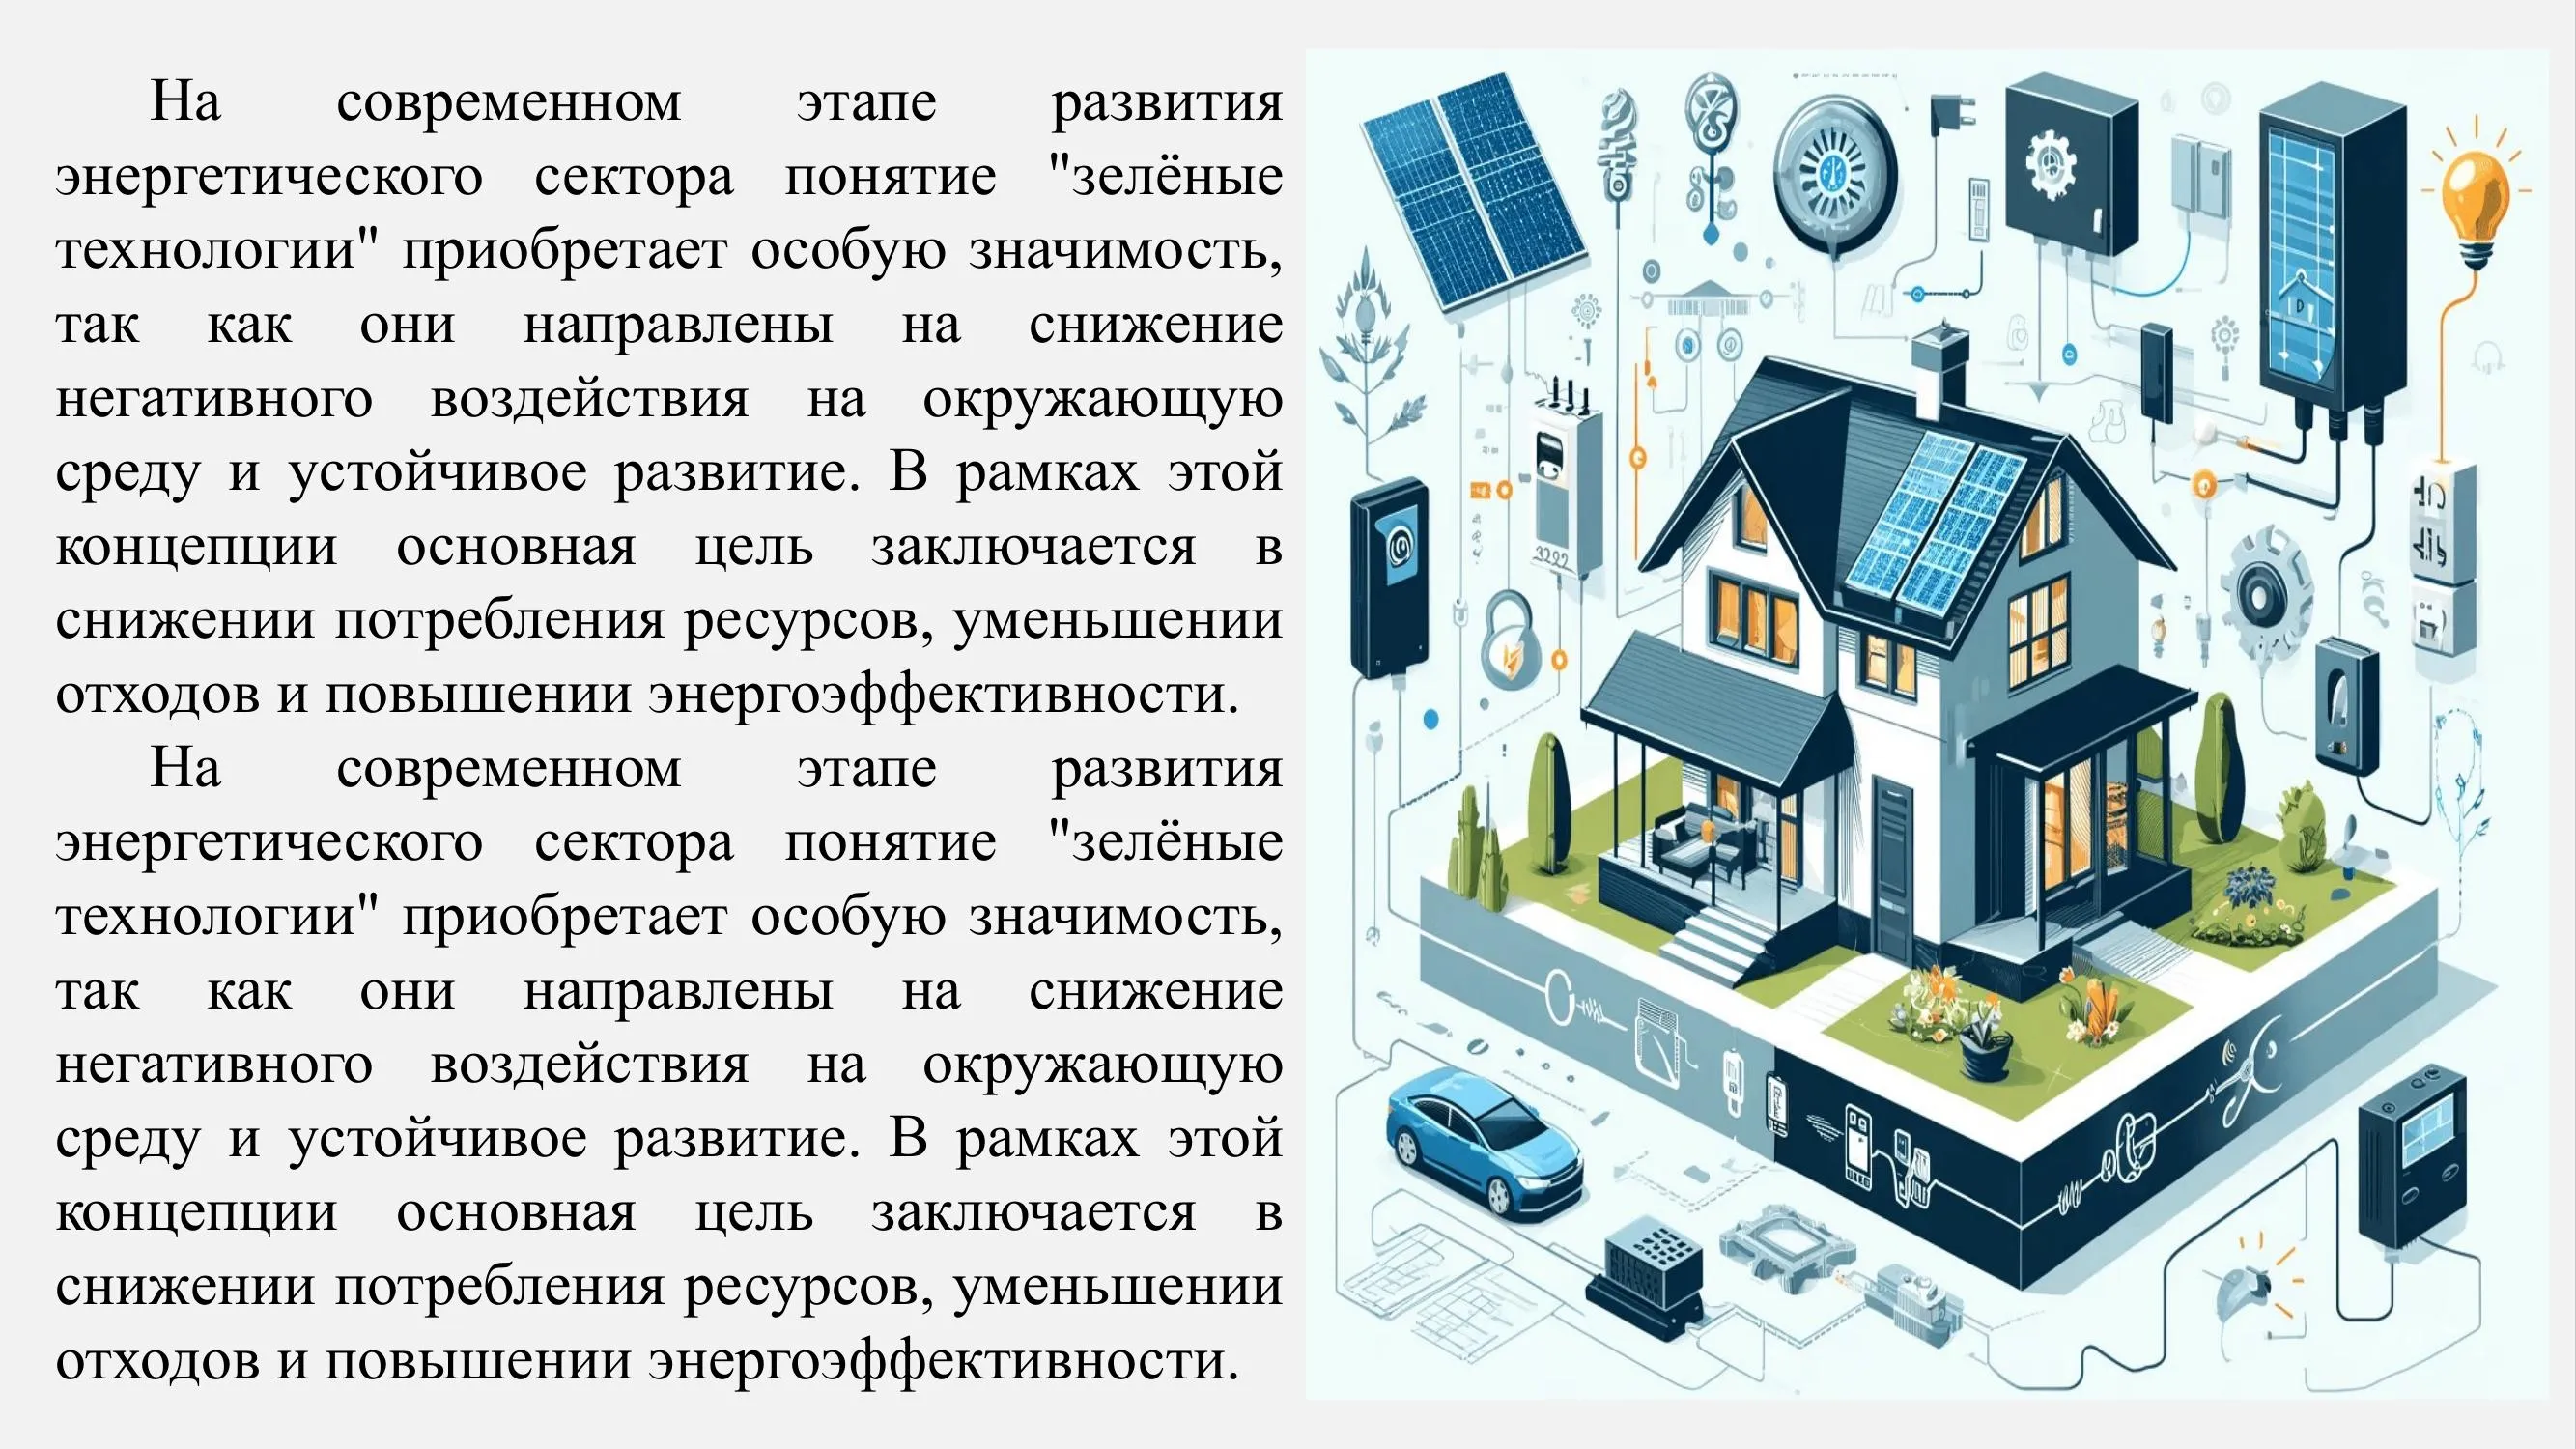 На современном этапе развития
энергетического сектора понятие "зелёные
технологии" приобретает особую значимость,
так как они направлены на снижение
негативного воздействия на окружающую
среду и устойчивое развитие. В рамках этой
концепции основная цель заключается в
снижении потребления ресурсов, уменьшении
отходов и повышении энергоэффективности.
На современном этапе развития
энергетического сектора понятие "зелёные
технологии" приобретает особую значимость,
так как они направлены на снижение
негативного воздействия на окружающую
среду и устойчивое развитие. В рамках этой
концепции основная цель заключается в
снижении потребления ресурсов, уменьшении
отходов и повышении энергоэффективности.